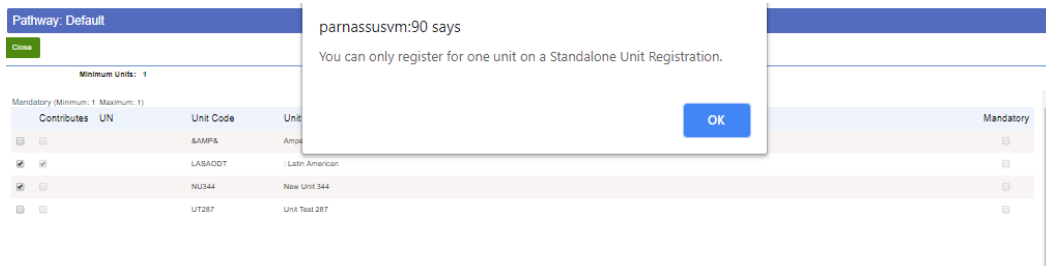 Pathway: Default
parnassusvm:90 says
Close
You can only register for one unit on a Standalone Unit Registration.
Minimum Units: 1
OK
Mandatory (Minimum: 1 Maximum: 1)
Contributes UN Unit Code Unit Mandatory
&AMP& Ampe
LASAODT : Latin American
NU344 New Unit 344
UT287 Unit Test 287